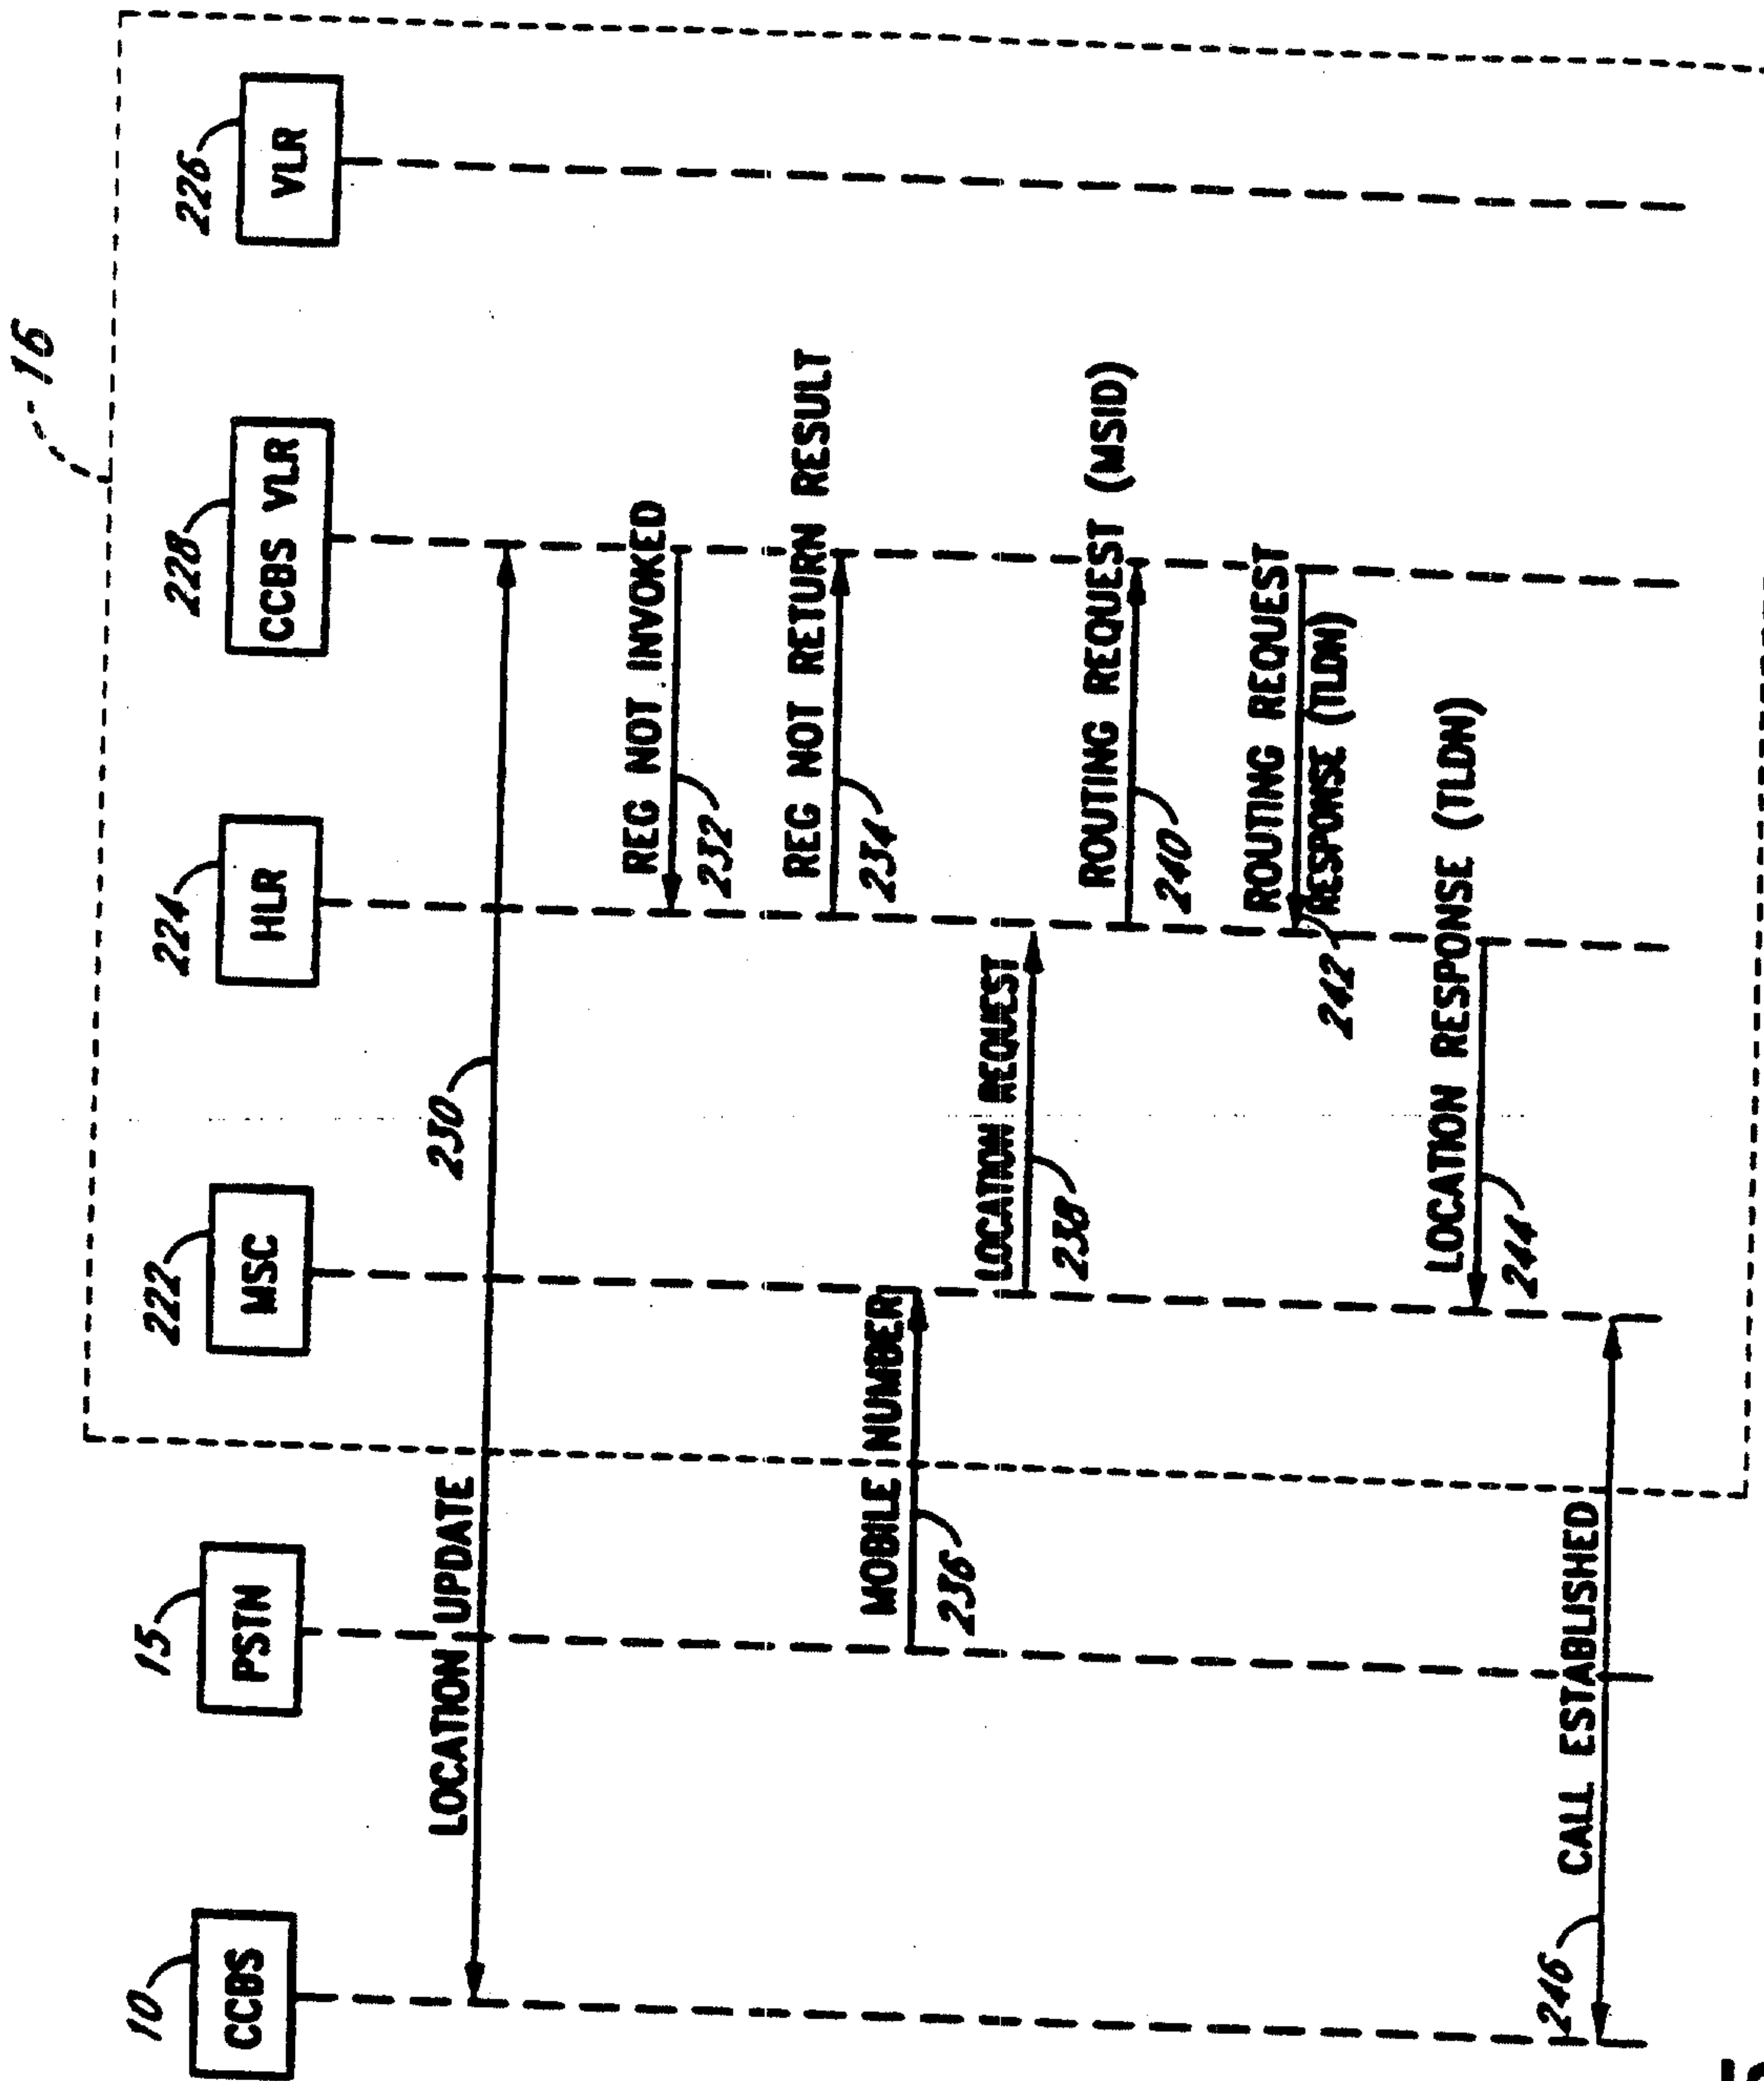 16
10
CCBS
15
PSTN
222
MSC
224
HLR
228
CCBS VLR
226
VLR
LOCATION UPDATE
230
REG NOT INVOKED
232
REG NOT RETURN RESULT
234
MOBILE NUMBER
236
LOCATION REQUEST
238
ROUTING REQUEST (MSID)
240
ROUTING REQUEST
RESPONSE (TLDN)
242
LOCATION RESPONSE (TLDN)
244
CALL ESTABLISHED
246